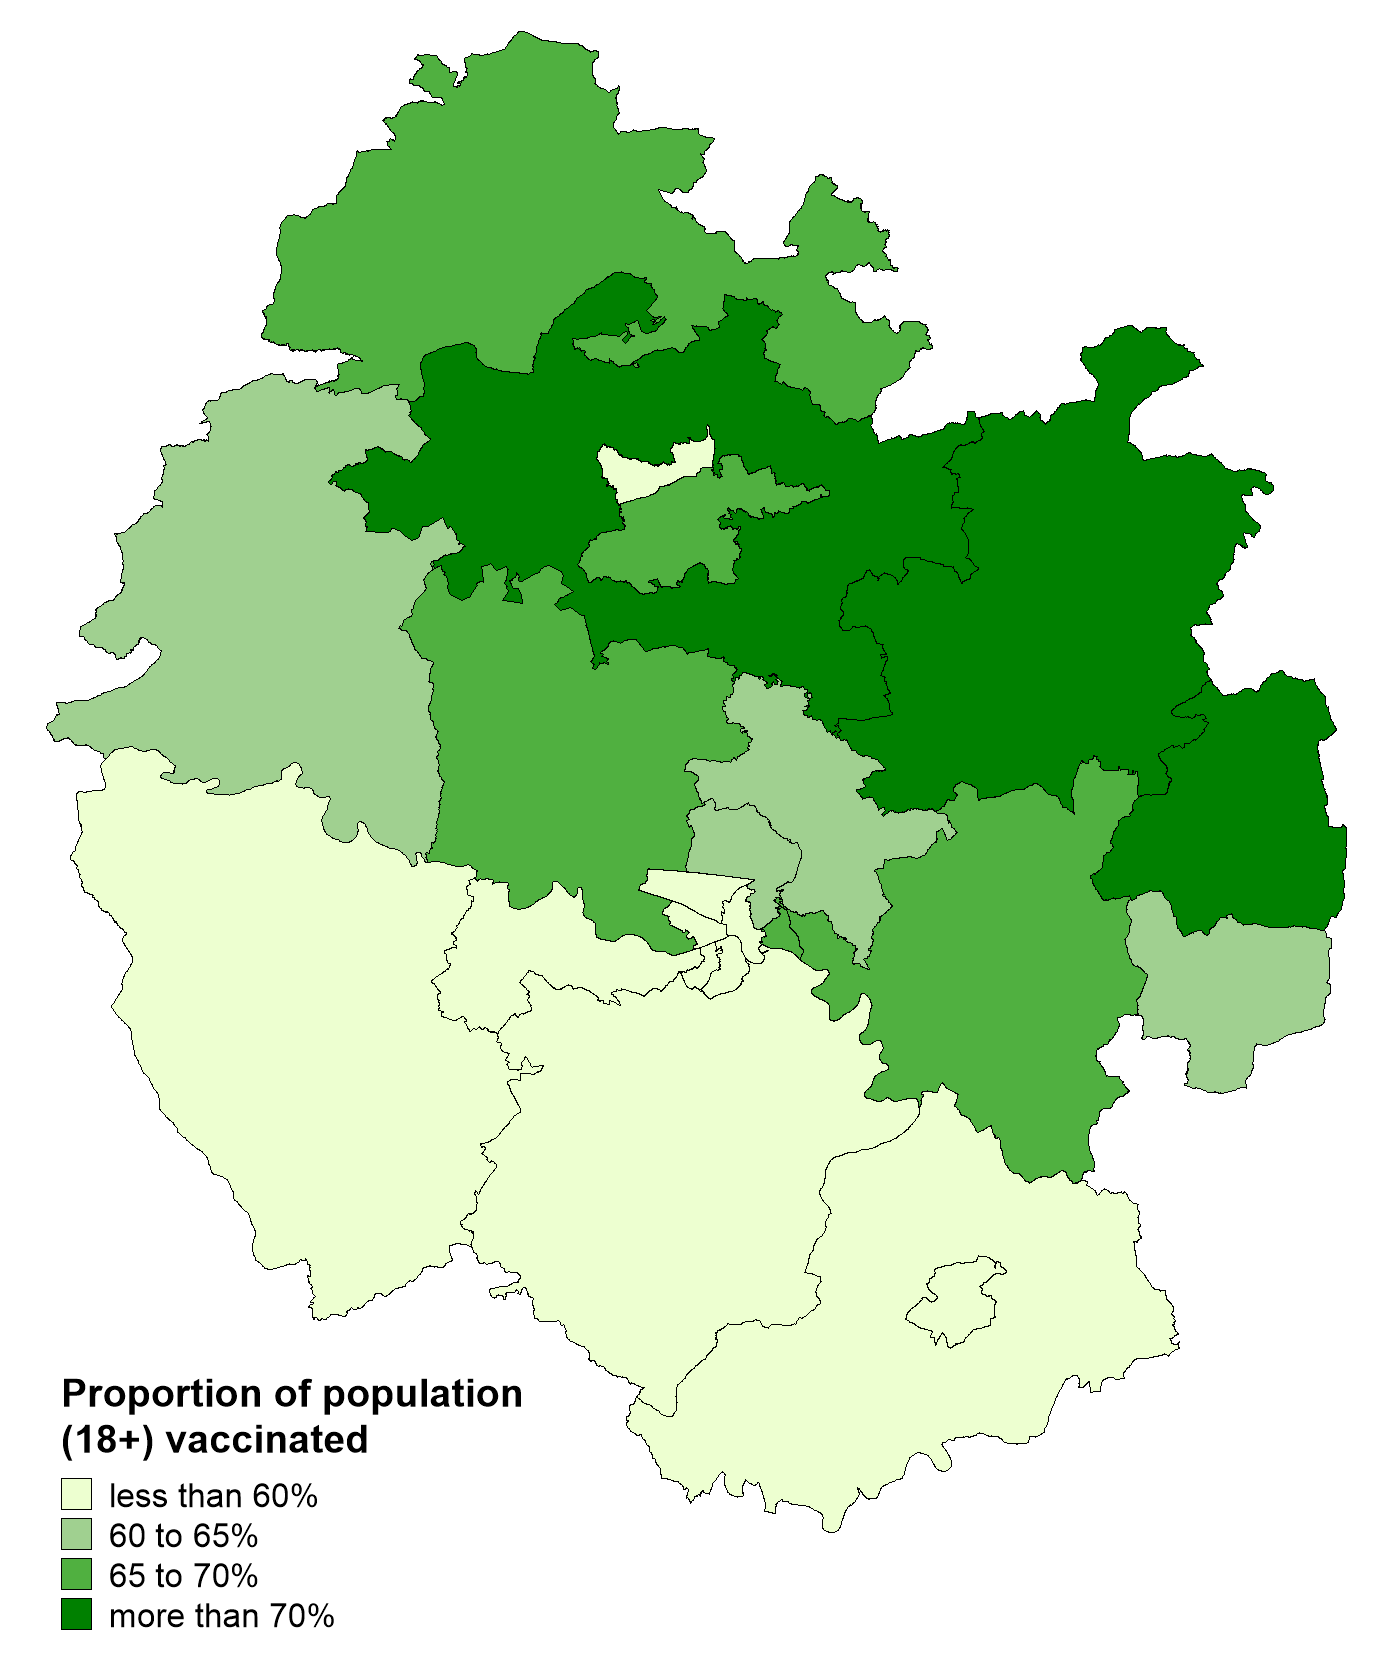 Proportion of population
(18+) vaccinated
less than 60%
60 to 65%
65 to 70%
more than 70%